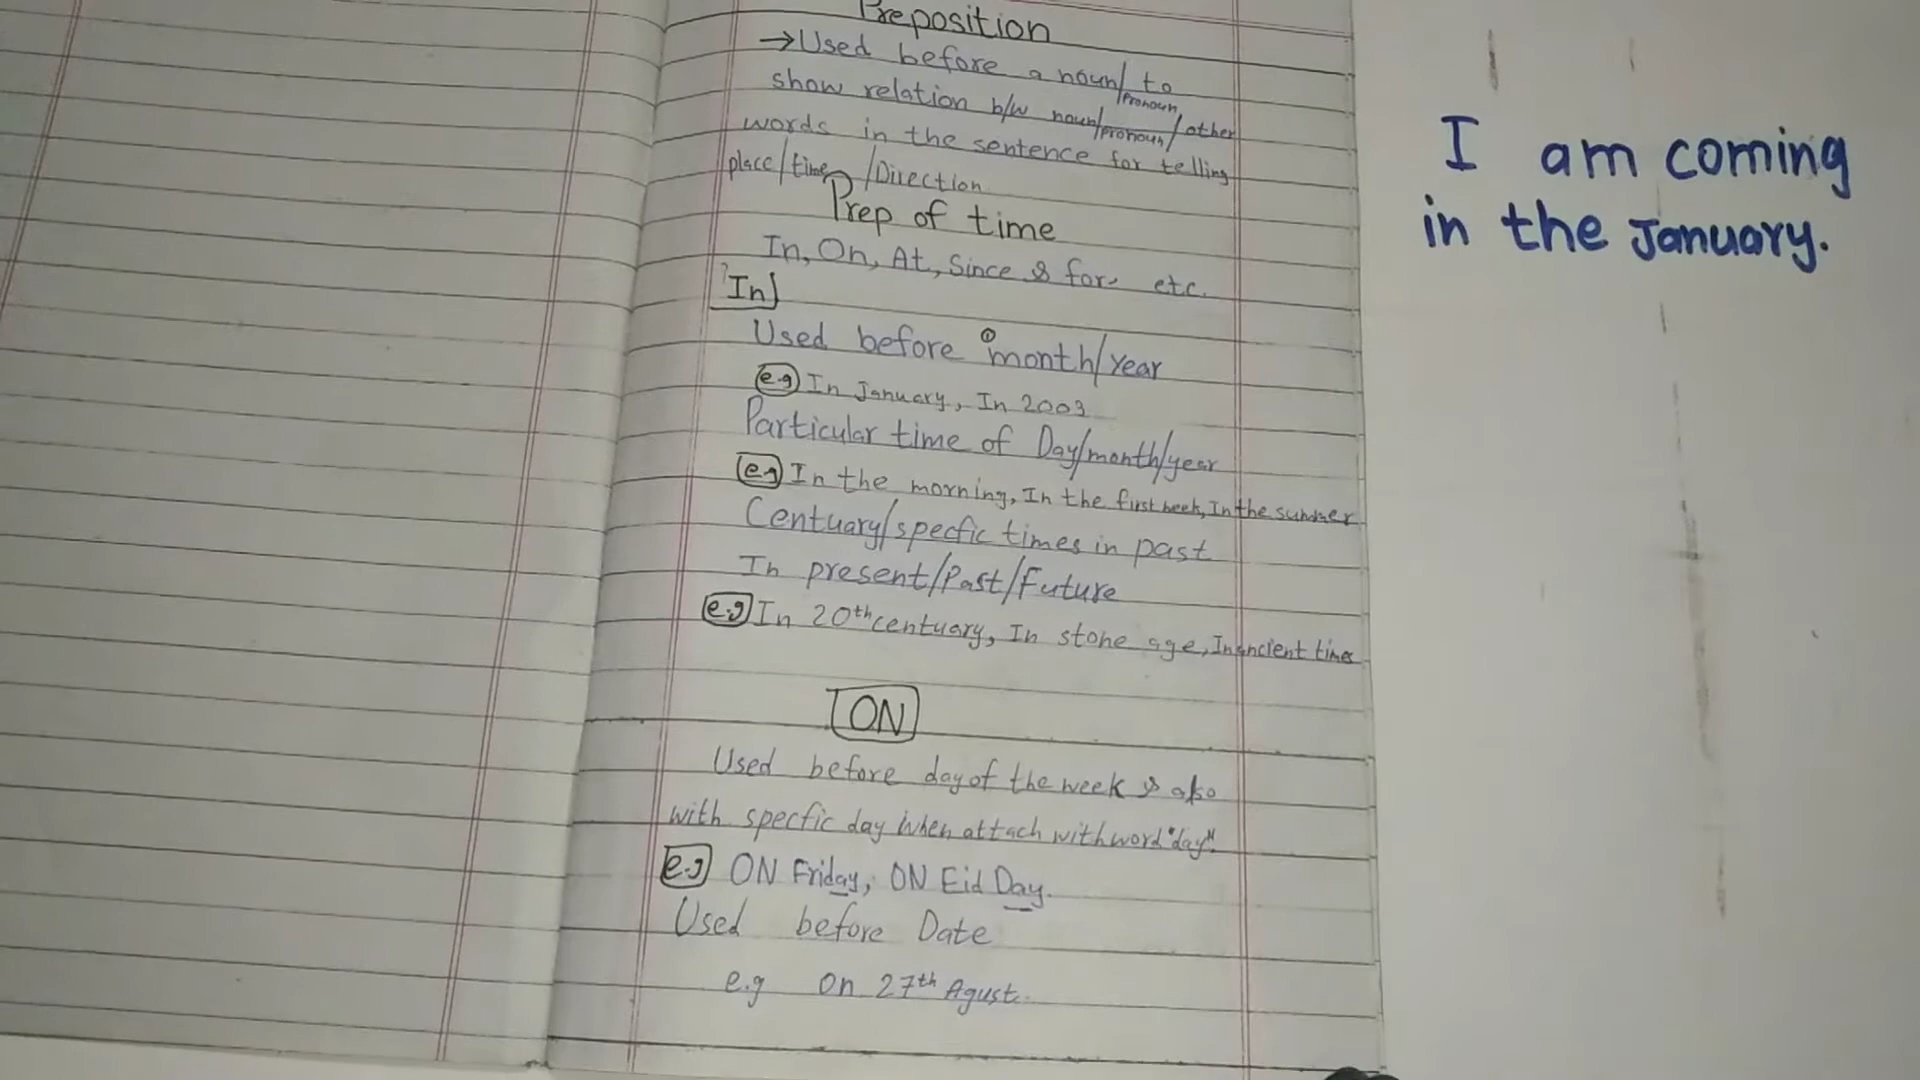 Preposition
→Used before a noun/pronoun to
show relation b/w noun/pronoun/other
words in the sentence for telling
place/time/Direction
Prep of time
In, On, At, Since & for etc.
In
Used before month/year
e.g In January, In 2003
Particular time of Day/month/year
e.g In the morning, In the first week, In the summer
Centuary/specfic times in past
In present/Past/Future
e.g In 20th centuary, In stone age, In ancient times
ON
Used before day of the week & also
with specfic day when attach with word "day".
e.g ON Friday, ON Eid Day.
Used before Date
e.g on 27th Agust.
I am coming
in the January.